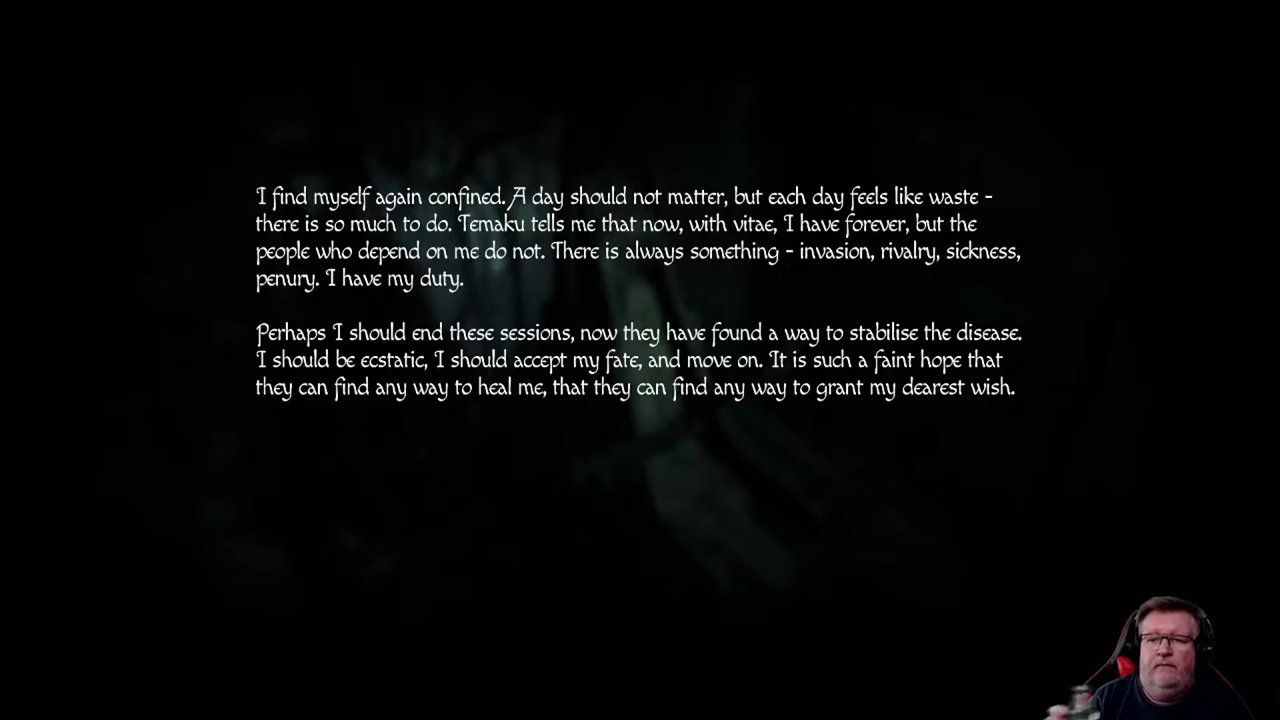 I find myself again confined. A day should not matter, but each day feels like waste -
there is so much to do. Temaku tells me that now, with vitae, I have forever, but the
people who depend on me do not. There is always something - invasion, rivalry, sickness,
penury. I have my duty.
Perhaps I should end these sessions, now they have found a way to stabilise the disease.
I should be ecstatic, I should accept my fate, and move on. It is such a faint hope that
they can find any way to heal me, that they can find any way to grant my dearest wish.